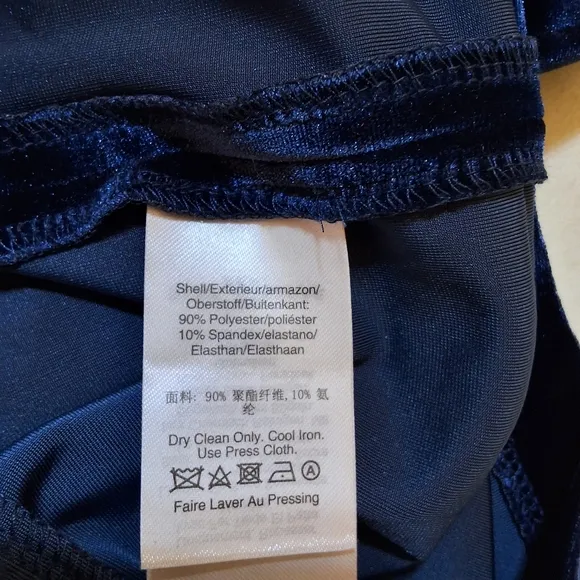 Shell/Exterieur/armazon/
Oberstoff/Buitenkant:
90% Polyester/poliéster
10% Spandex/elastano/
Elasthan/Elasthaan
面料: 90% 聚酯纤维, 10% 氨
纶
Dry Clean Only. Cool Iron.
Use Press Cloth.
A
Faire Laver Au Pressing